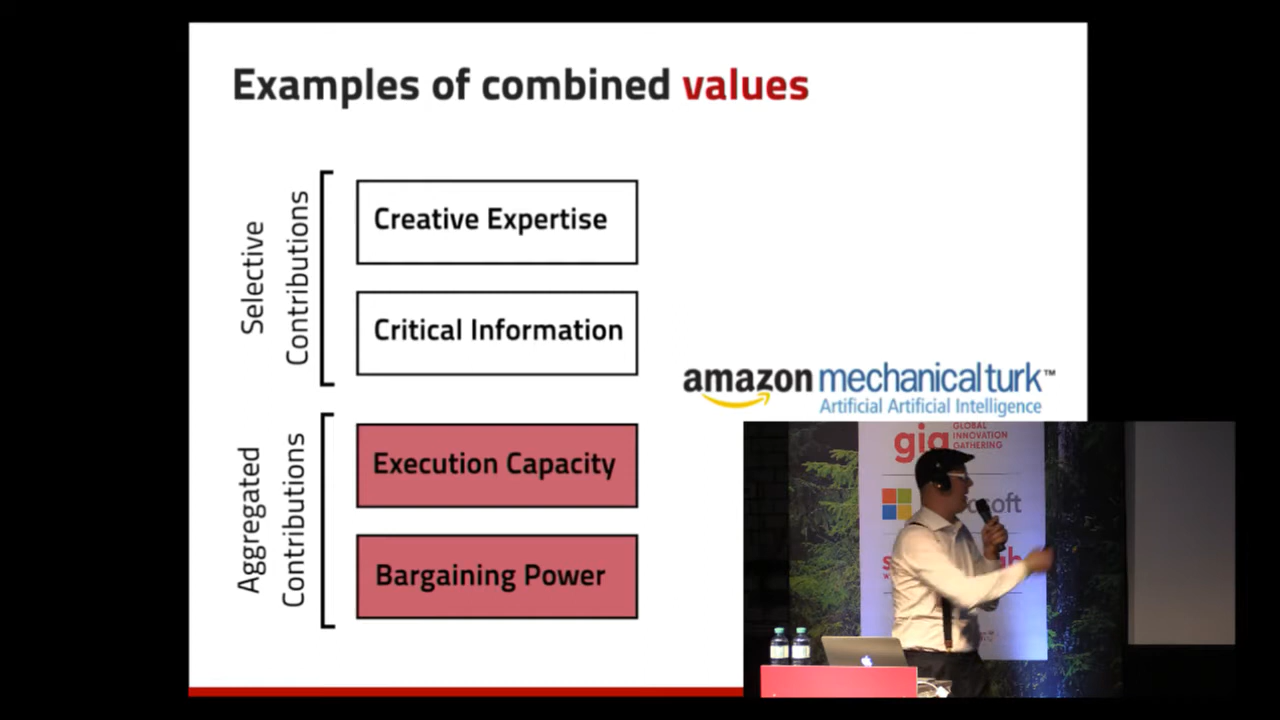 Examples of combined values
Selective
Contributions
Creative Expertise
Critical Information
Aggregated
Contributions
Execution Capacity
Bargaining Power
amazon mechanical turk™
Artificial Artificial Intelligence
gig
GLOBAL
INNOVATION
GATHERING
osoft